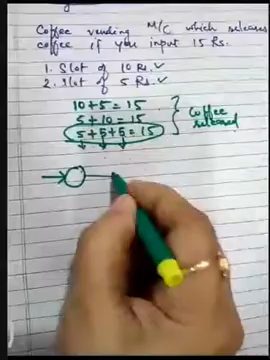 Coffee vending M/C which releases
coffee if you input 15 Rs.
1. Slot of 10 Rs. ✓
2. Slot of 5 Rs. ✓
10+5=15
5+10=15
5+5+5=15
Coffee
released